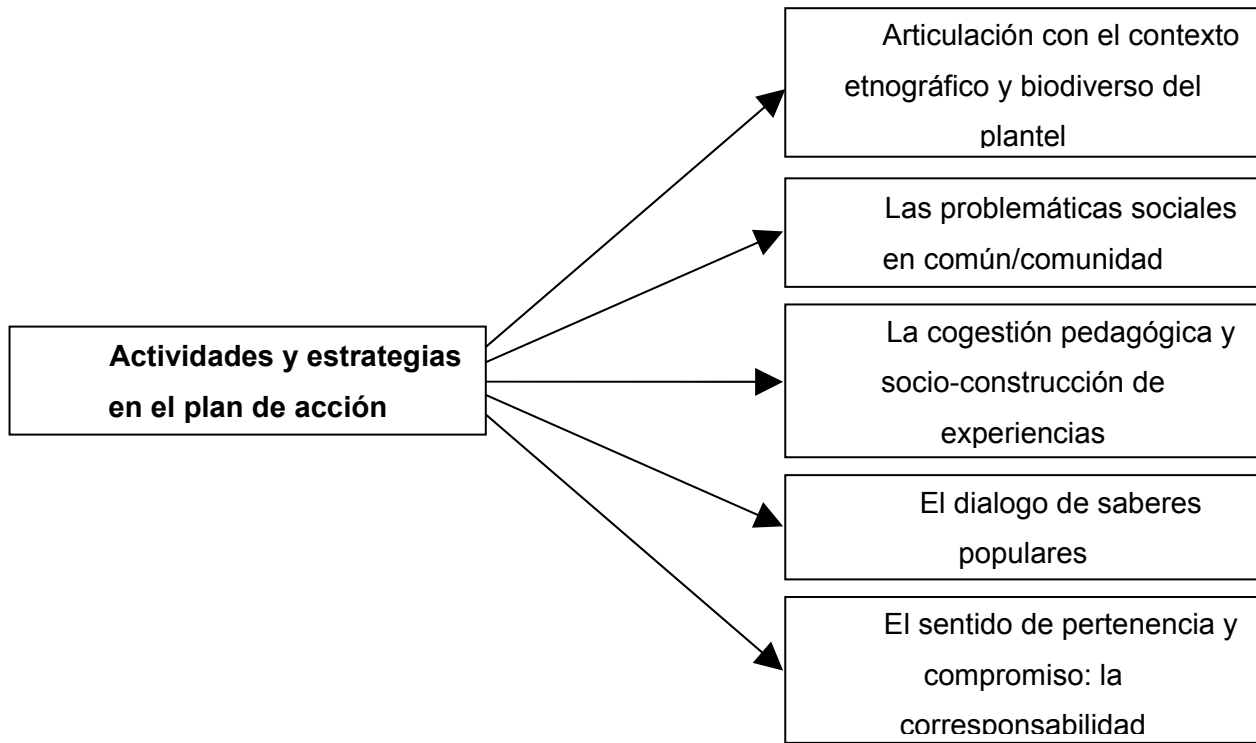 Articulación con el contexto
etnográfico y biodiverso del
plantel
Las problemáticas sociales
en común/comunidad
La cogestión pedagógica y
socio-construcción de
experiencias
Actividades y estrategias
en el plan de acción
El dialogo de saberes
populares
El sentido de pertenencia y
compromiso: la
corresponsabilidad